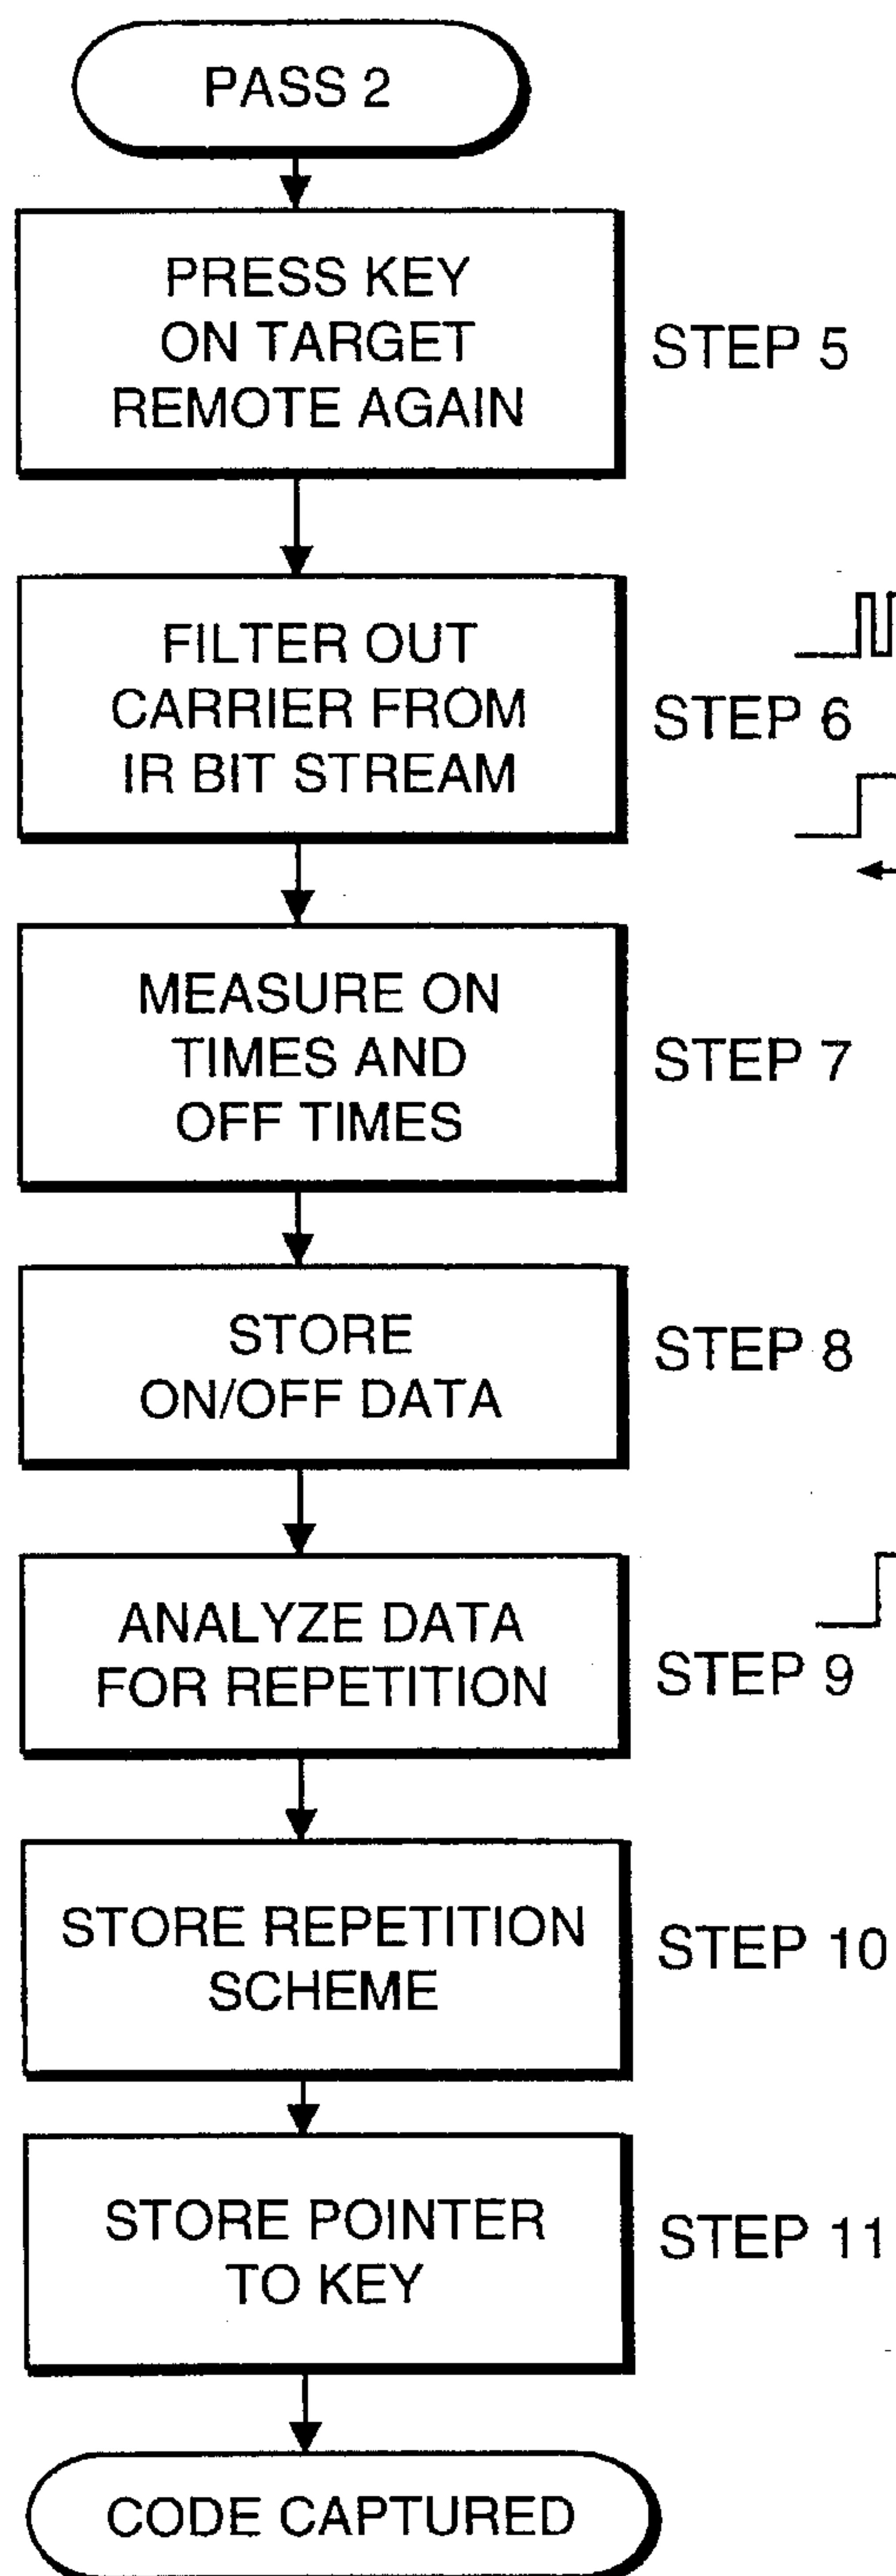 PASS 2
PRESS KEY
ON TARGET
REMOTE AGAIN
STEP 5
FILTER OUT
CARRIER FROM
IR BIT STREAM
STEP 6
MEASURE ON
TIMES AND
OFF TIMES
STEP 7
STORE
ON/OFF DATA
STEP 8
ANALYZE DATA
FOR REPETITION
STEP 9
STORE REPETITION
SCHEME
STEP 10
STORE POINTER
TO KEY
STEP 11
CODE CAPTURED